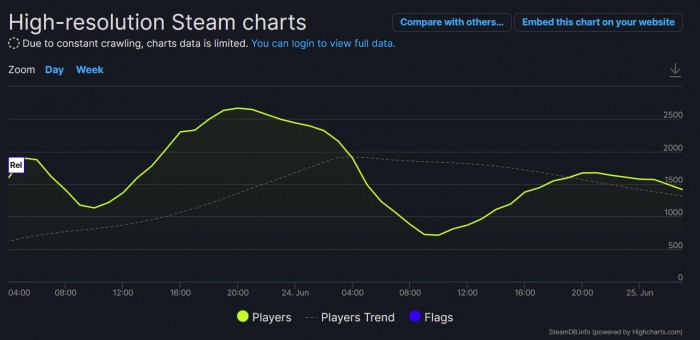 High-resolution Steam charts
Compare with others...
Embed this chart on your website
Due to constant crawling, charts data is limited. You can login to view full data.
Zoom Day Week
2500
2000
1500
1000
500
0
Rel
04:00 08:00 12:00 16:00 20:00 24. Jun 04:00 08:00 12:00 16:00 20:00 25. Jun
Players Players Trend Flags
SteamDB.info (powered by Highcharts.com)